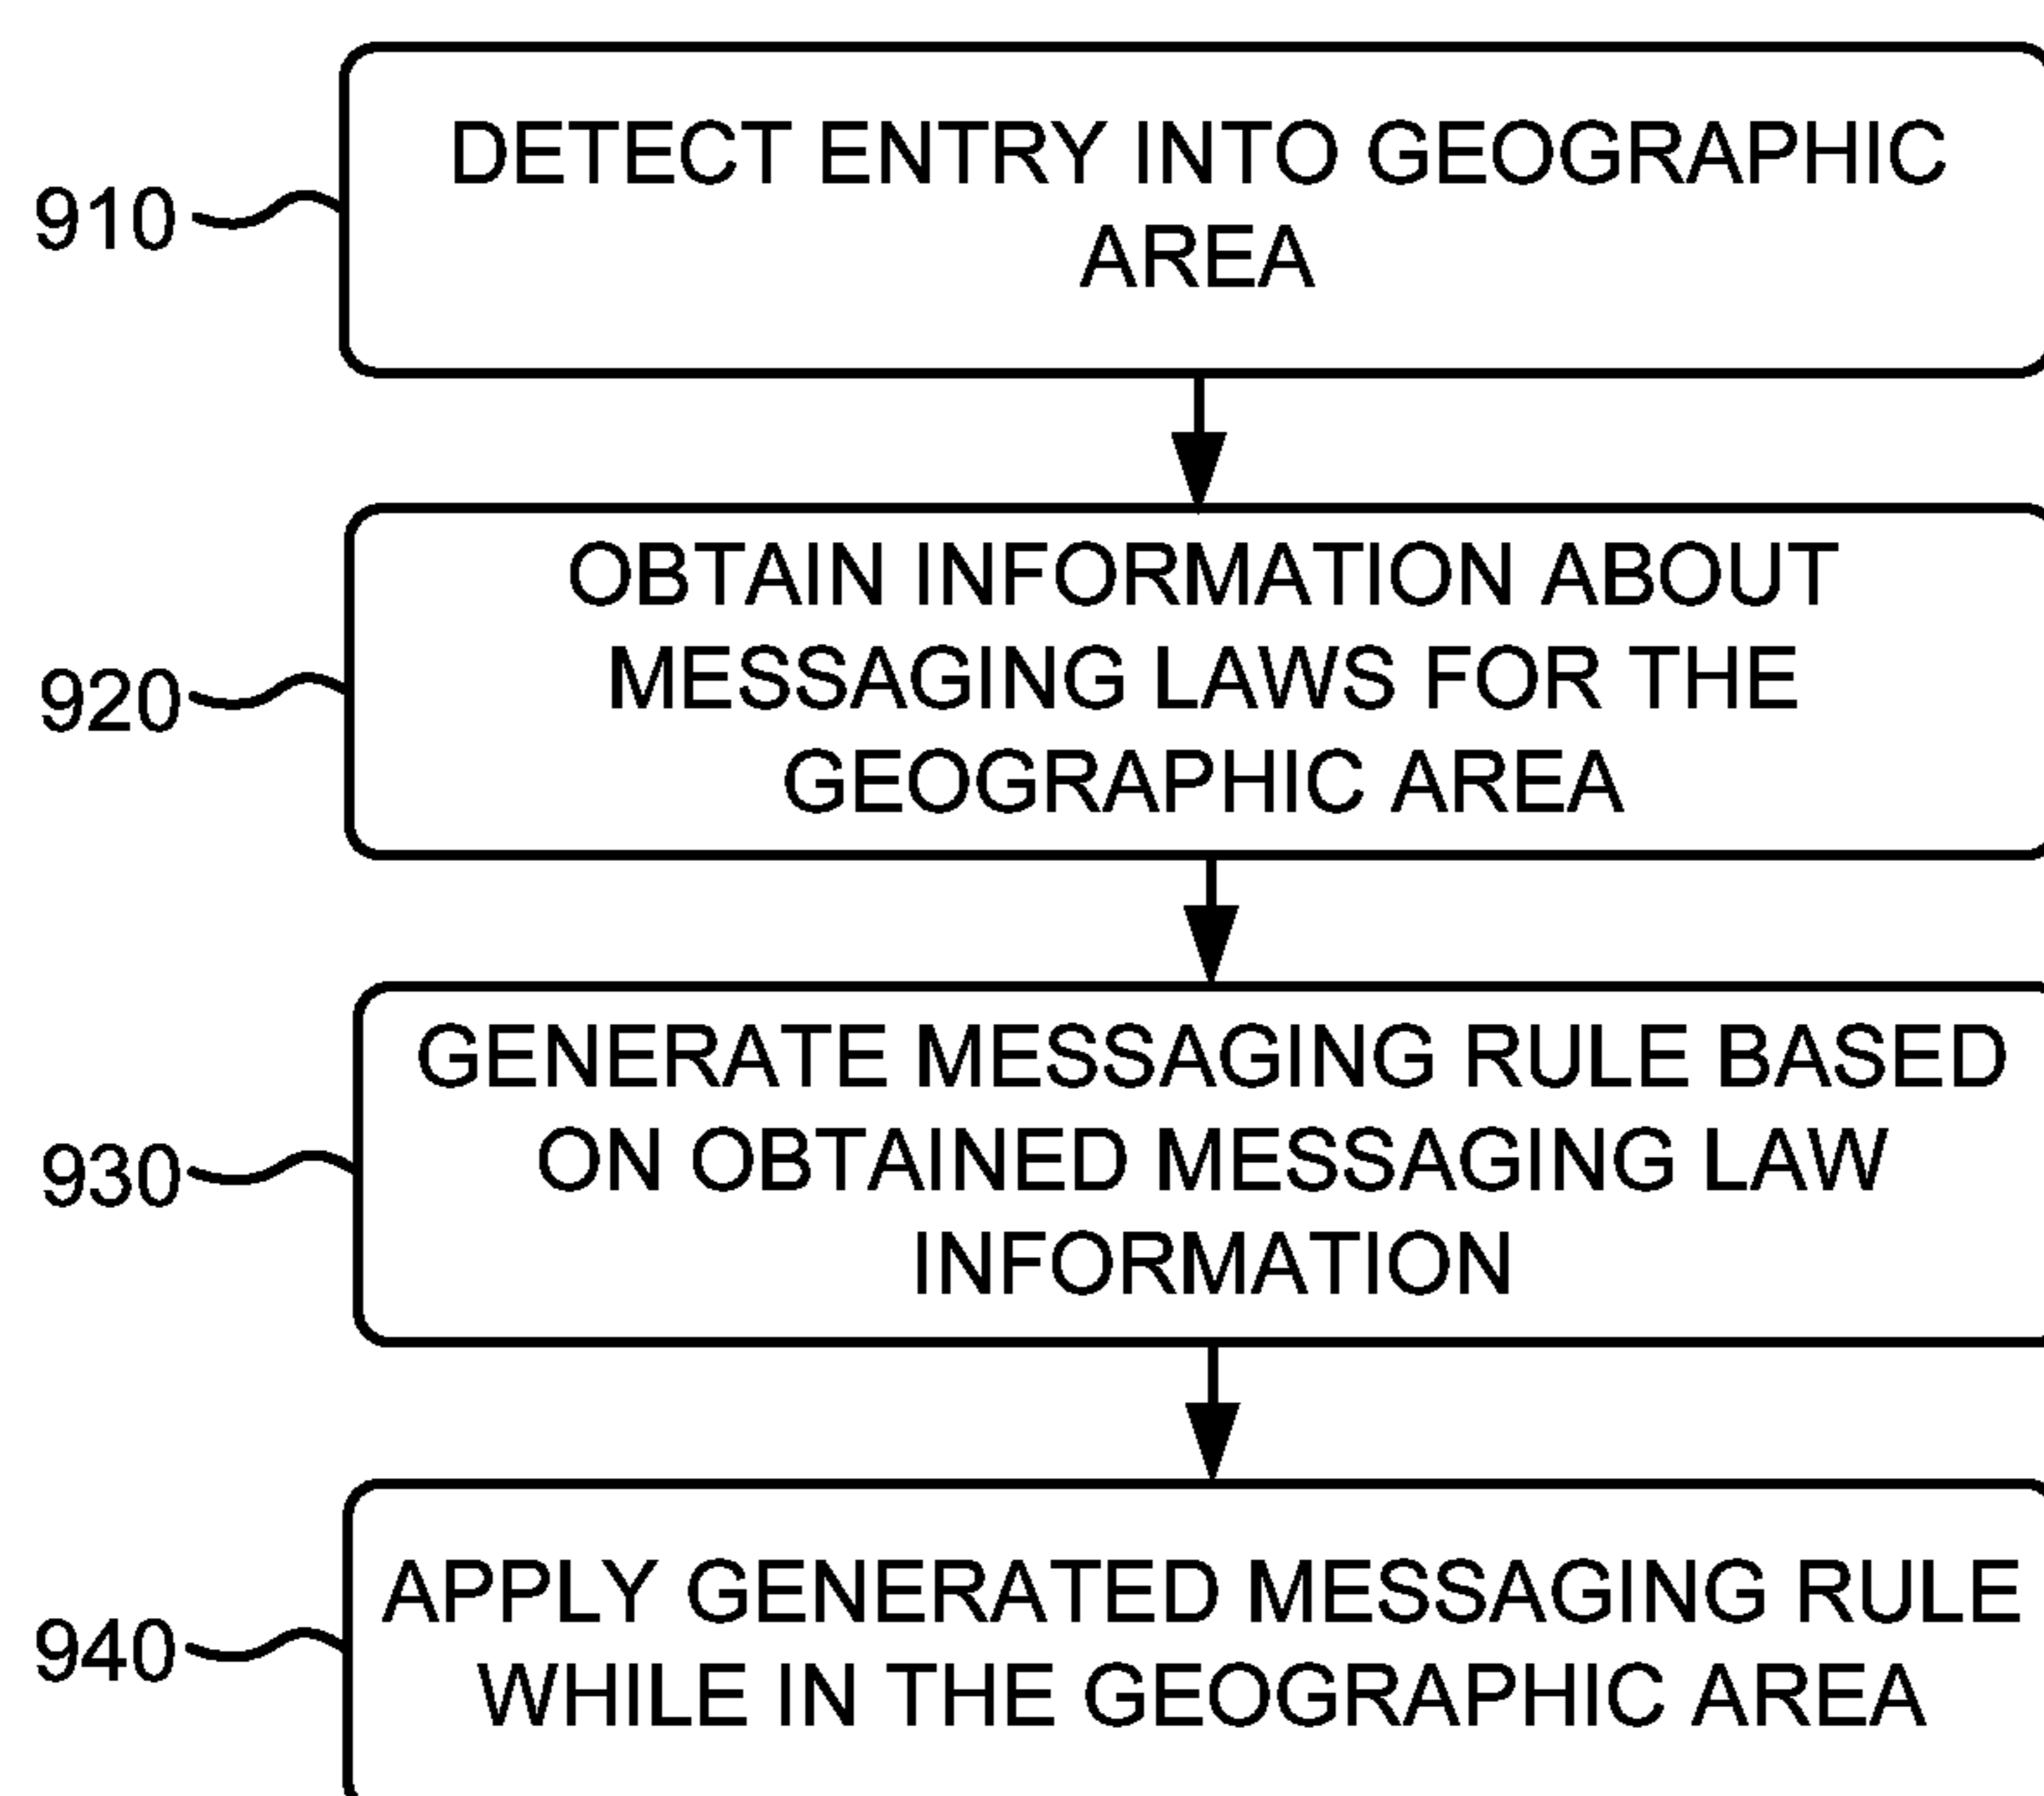 910
DETECT ENTRY INTO GEOGRAPHIC
AREA
920
OBTAIN INFORMATION ABOUT
MESSAGING LAWS FOR THE
GEOGRAPHIC AREA
930
GENERATE MESSAGING RULE BASED
ON OBTAINED MESSAGING LAW
INFORMATION
940
APPLY GENERATED MESSAGING RULE
WHILE IN THE GEOGRAPHIC AREA